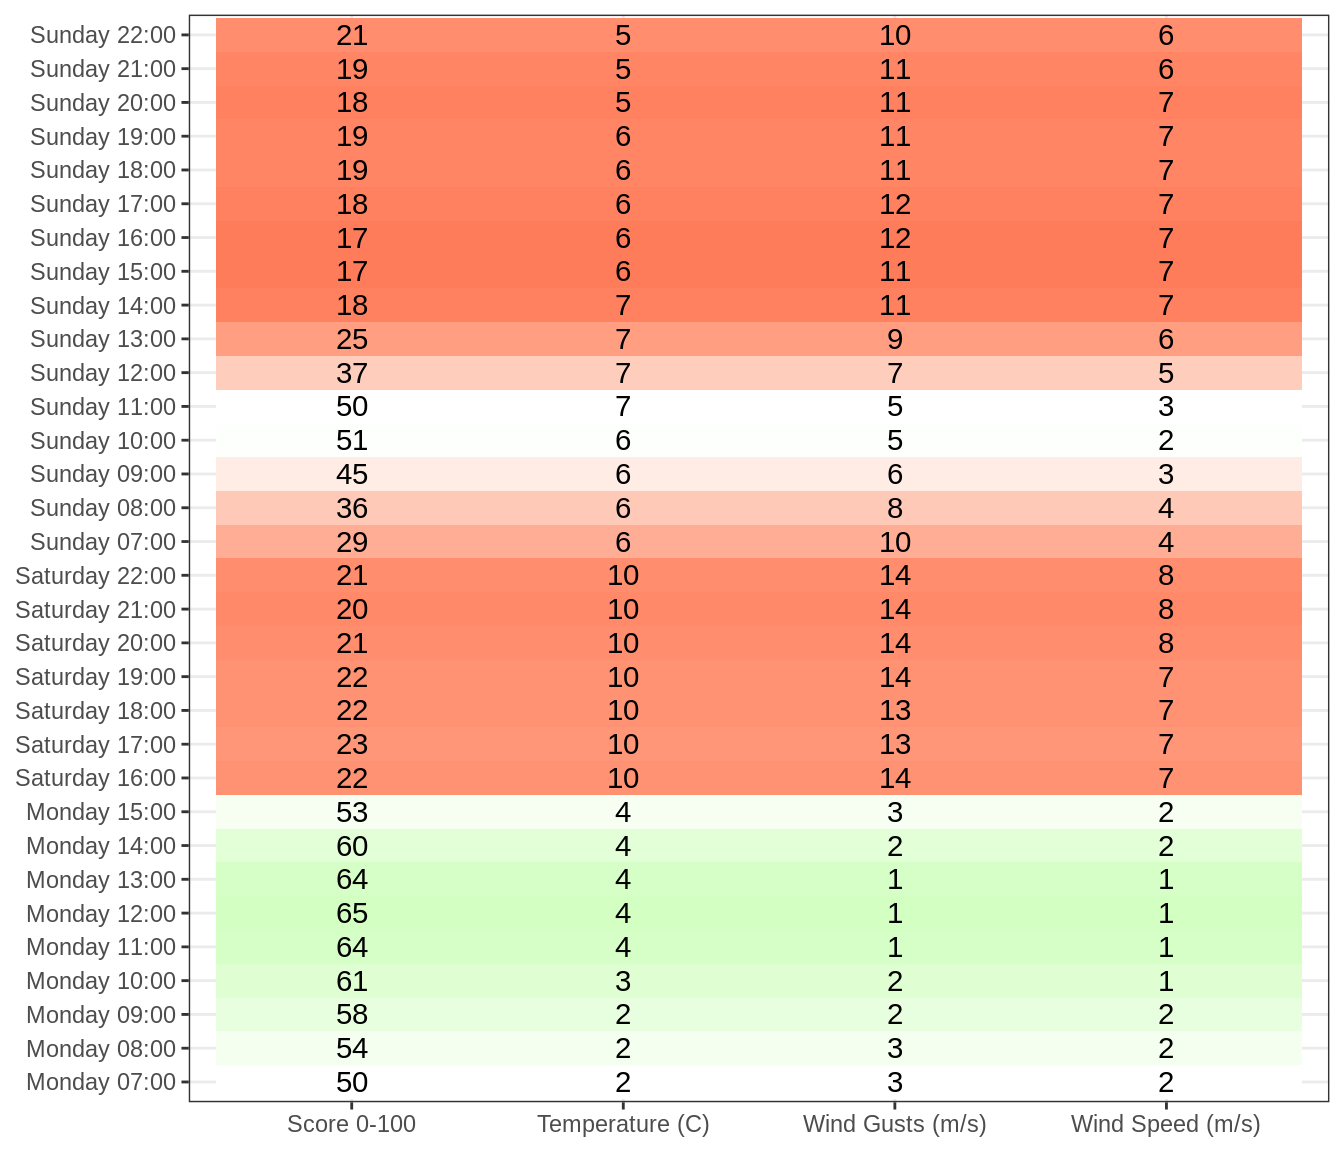 Sunday 22:00 21 5 10 6
Sunday 21:00 19 5 11 6
Sunday 20:00 18 5 11 7
Sunday 19:00 19 6 11 7
Sunday 18:00 19 6 11 7
Sunday 17:00 18 6 12 7
Sunday 16:00 17 6 12 7
Sunday 15:00 17 6 11 7
Sunday 14:00 18 7 11 7
Sunday 13:00 25 7 9 6
Sunday 12:00 37 7 7 5
Sunday 11:00 50 7 5 3
Sunday 10:00 51 6 5 2
Sunday 09:00 45 6 6 3
Sunday 08:00 36 6 8 4
Sunday 07:00 29 6 10 4
Saturday 22:00 21 10 14 8
Saturday 21:00 20 10 14 8
Saturday 20:00 21 10 14 8
Saturday 19:00 22 10 14 7
Saturday 18:00 22 10 13 7
Saturday 17:00 23 10 13 7
Saturday 16:00 22 10 14 7
Monday 15:00 53 4 3 2
Monday 14:00 60 4 2 2
Monday 13:00 64 4 1 1
Monday 12:00 65 4 1 1
Monday 11:00 64 4 1 1
Monday 10:00 61 3 2 1
Monday 09:00 58 2 2 2
Monday 08:00 54 2 3 2
Monday 07:00 50 2 3 2
Score 0-100 Temperature (C) Wind Gusts (m/s) Wind Speed (m/s)